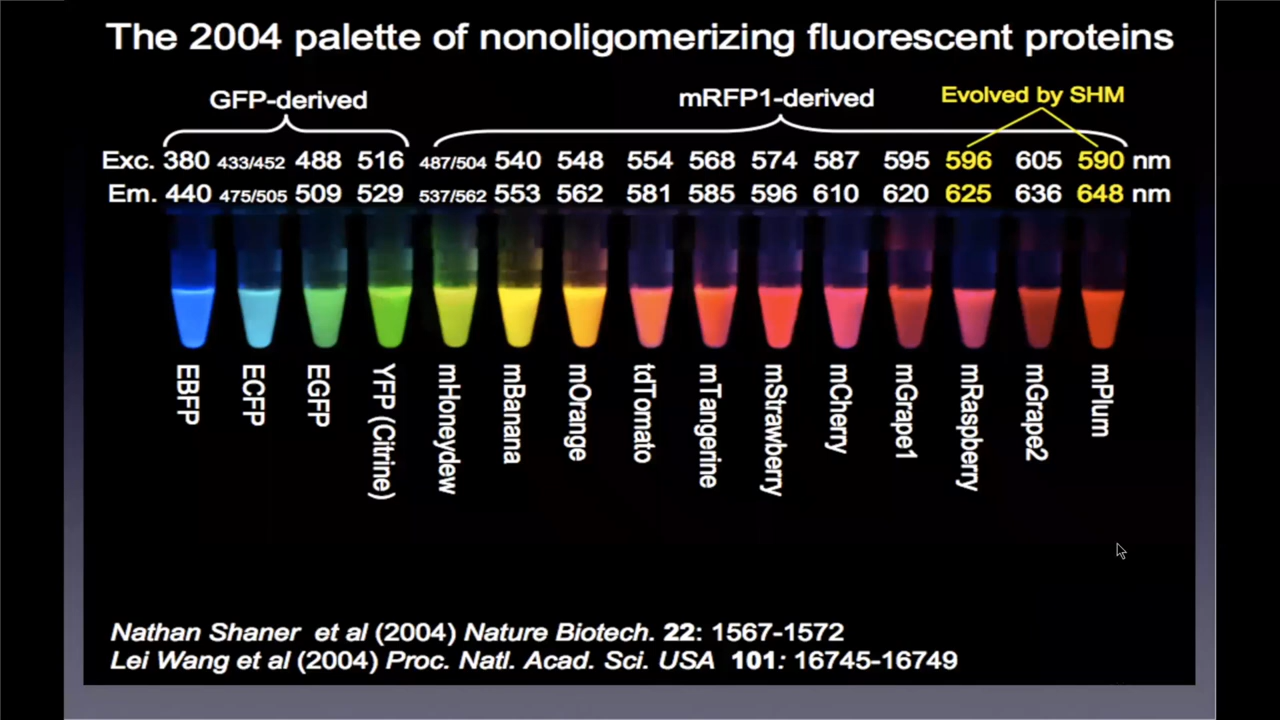 The 2004 palette of nonoligomerizing fluorescent proteins
GFP-derived
mRFP1-derived
Evolved by SHM
Exc. 380 433/452 488 516 487/504 540 548 554 568 574 587 595 596 605 590 nm
Em. 440 475/505 509 529 537/562 553 562 581 585 596 610 620 625 636 648 nm
EBFP
ECFP
EGFP
YFP (Citrine)
mHoneydew
mBanana
mOrange
tdTomato
mTangerine
mStrawberry
mCherry
mGrape1
mRaspberry
mGrape2
mPlum
Nathan Shaner et al (2004) Nature Biotech. 22: 1567-1572
Lei Wang et al (2004) Proc. Natl. Acad. Sci. USA 101: 16745-16749